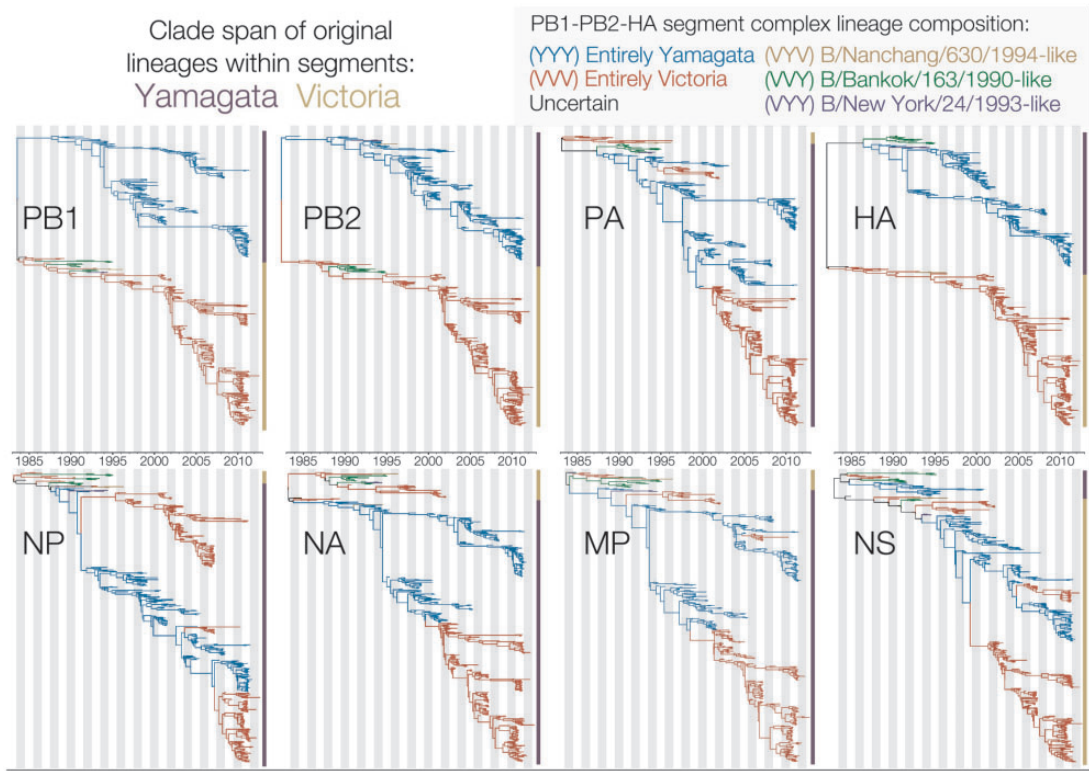 Clade span of original
lineages within segments:
Yamagata Victoria
PB1-PB2-HA segment complex lineage composition:
(YYY) Entirely Yamagata (VYV) B/Nanchang/630/1994-like
(VVV) Entirely Victoria (VVY) B/Bankok/163/1990-like
Uncertain (VYY) B/New York/24/1993-like
PB1 PB2 PA HA
1985 1990 1995 2000 2005 2010 1985 1990 1995 2000 2005 2010 1985 1990 1995 2000 2005 2010 1985 1990 1995 2000 2005 2010
NP NA MP NS